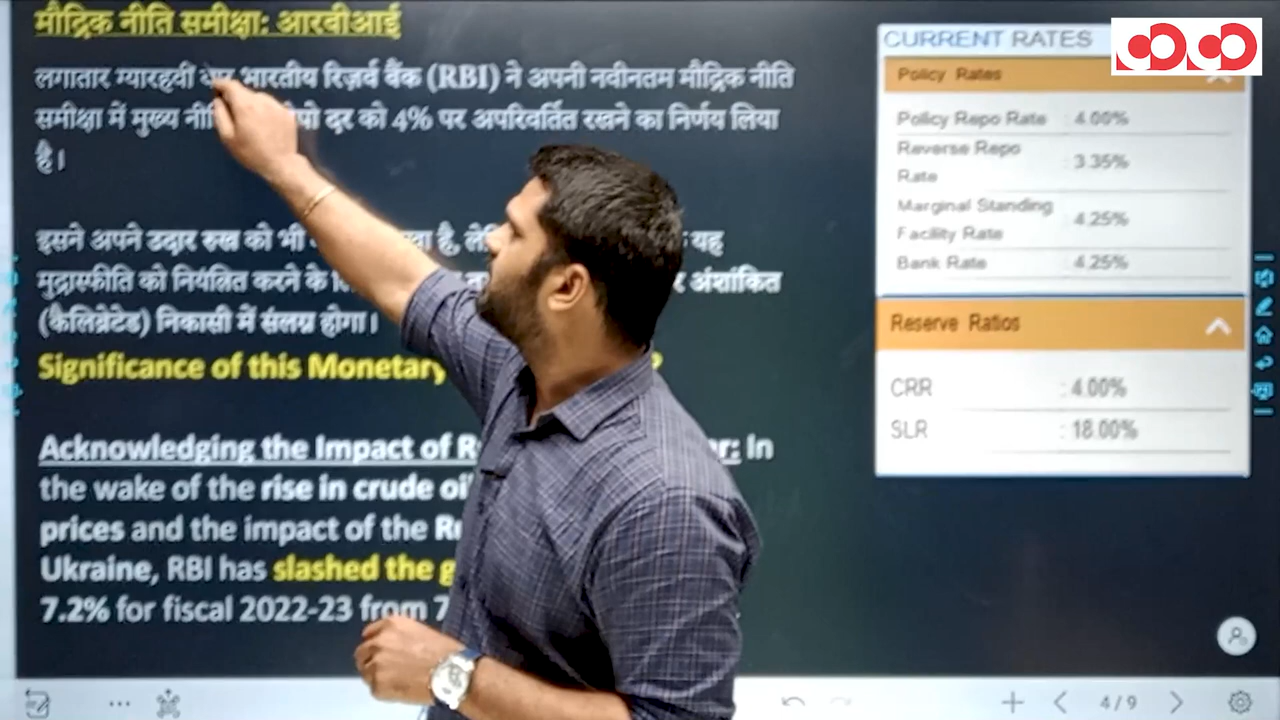 मौद्रिक नीति समीक्षा: आरबीआई
लगातार ग्यारहवीं बार भारतीय रिज़र्व बैंक (RBI) ने अपनी नवीनतम मौद्रिक नीति
समीक्षा में मुख्य दर को 4% पर अपरिवर्तित रखने का निर्णय लिया
है।
इसने अपने उदार रुख को भी है, यह
मुद्रास्फीति को नियंत्रित करने के अंशांकित
(कैलिब्रेटेड) निकासी में संलग्न होगा।
Significance of this Monetary ?
Acknowledging the Impact of In
the wake of the rise in crude
prices and the impact of the
Ukraine, RBI has slashed the
7.2% for fiscal 2022-23 from
CURRENT RATES
Policy Rates
Policy Repo Rate : 4.00%
Reverse Repo
Rate : 3.35%
Marginal Standing
Facility Rate : 4.25%
Bank Rate : 4.25%
Reserve Ratios
CRR : 4.00%
SLR : 18.00%
4/9